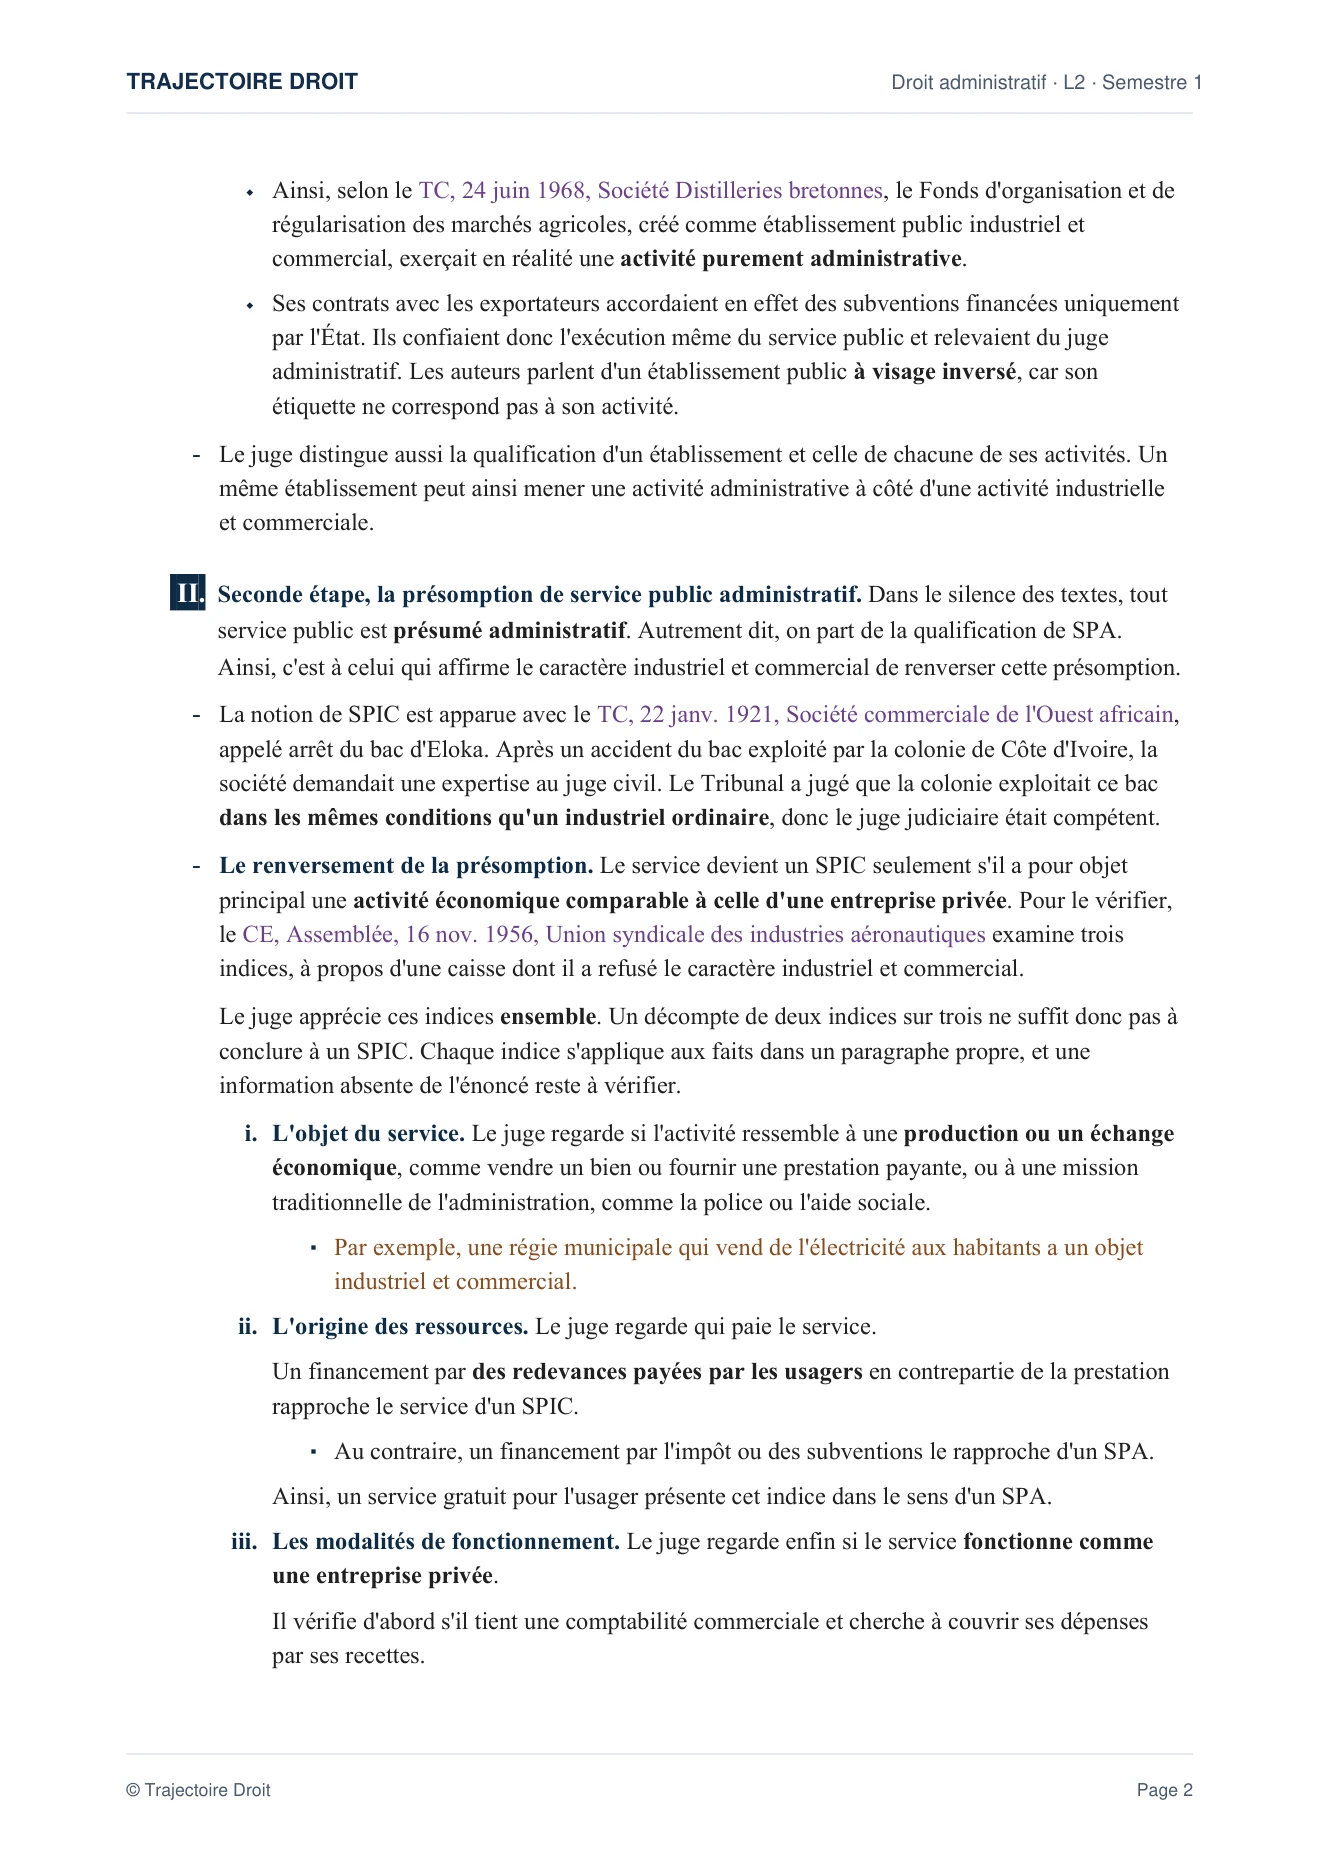 TRAJECTOIRE DROIT
Droit administratif · L2 · Semestre 1
⬩ Ainsi, selon le TC, 24 juin 1968, Société Distilleries bretonnes, le Fonds d'organisation et de
régularisation des marchés agricoles, créé comme établissement public industriel et
commercial, exerçait en réalité une activité purement administrative.
⬩ Ses contrats avec les exportateurs accordaient en effet des subventions financées uniquement
par l'État. Ils confiaient donc l'exécution même du service public et relevaient du juge
administratif. Les auteurs parlent d'un établissement public à visage inversé, car son
étiquette ne correspond pas à son activité.
- Le juge distingue aussi la qualification d'un établissement et celle de chacune de ses activités. Un
même établissement peut ainsi mener une activité administrative à côté d'une activité industrielle
et commerciale.
II. Seconde étape, la présomption de service public administratif. Dans le silence des textes, tout
service public est présumé administratif. Autrement dit, on part de la qualification de SPA.
Ainsi, c'est à celui qui affirme le caractère industriel et commercial de renverser cette présomption.
- La notion de SPIC est apparue avec le TC, 22 janv. 1921, Société commerciale de l'Ouest africain,
appelé arrêt du bac d'Eloka. Après un accident du bac exploité par la colonie de Côte d'Ivoire, la
société demandait une expertise au juge civil. Le Tribunal a jugé que la colonie exploitait ce bac
dans les mêmes conditions qu'un industriel ordinaire, donc le juge judiciaire était compétent.
- Le renversement de la présomption. Le service devient un SPIC seulement s'il a pour objet
principal une activité économique comparable à celle d'une entreprise privée. Pour le vérifier,
le CE, Assemblée, 16 nov. 1956, Union syndicale des industries aéronautiques examine trois
indices, à propos d'une caisse dont il a refusé le caractère industriel et commercial.
Le juge apprécie ces indices ensemble. Un décompte de deux indices sur trois ne suffit donc pas à
conclure à un SPIC. Chaque indice s'applique aux faits dans un paragraphe propre, et une
information absente de l'énoncé reste à vérifier.
i. L'objet du service. Le juge regarde si l'activité ressemble à une production ou un échange
économique, comme vendre un bien ou fournir une prestation payante, ou à une mission
traditionnelle de l'administration, comme la police ou l'aide sociale.
▪ Par exemple, une régie municipale qui vend de l'électricité aux habitants a un objet
industriel et commercial.
ii. L'origine des ressources. Le juge regarde qui paie le service.
Un financement par des redevances payées par les usagers en contrepartie de la prestation
rapproche le service d'un SPIC.
▪ Au contraire, un financement par l'impôt ou des subventions le rapproche d'un SPA.
Ainsi, un service gratuit pour l'usager présente cet indice dans le sens d'un SPA.
iii. Les modalités de fonctionnement. Le juge regarde enfin si le service fonctionne comme
une entreprise privée.
Il vérifie d'abord s'il tient une comptabilité commerciale et cherche à couvrir ses dépenses
par ses recettes.
© Trajectoire Droit
Page 2